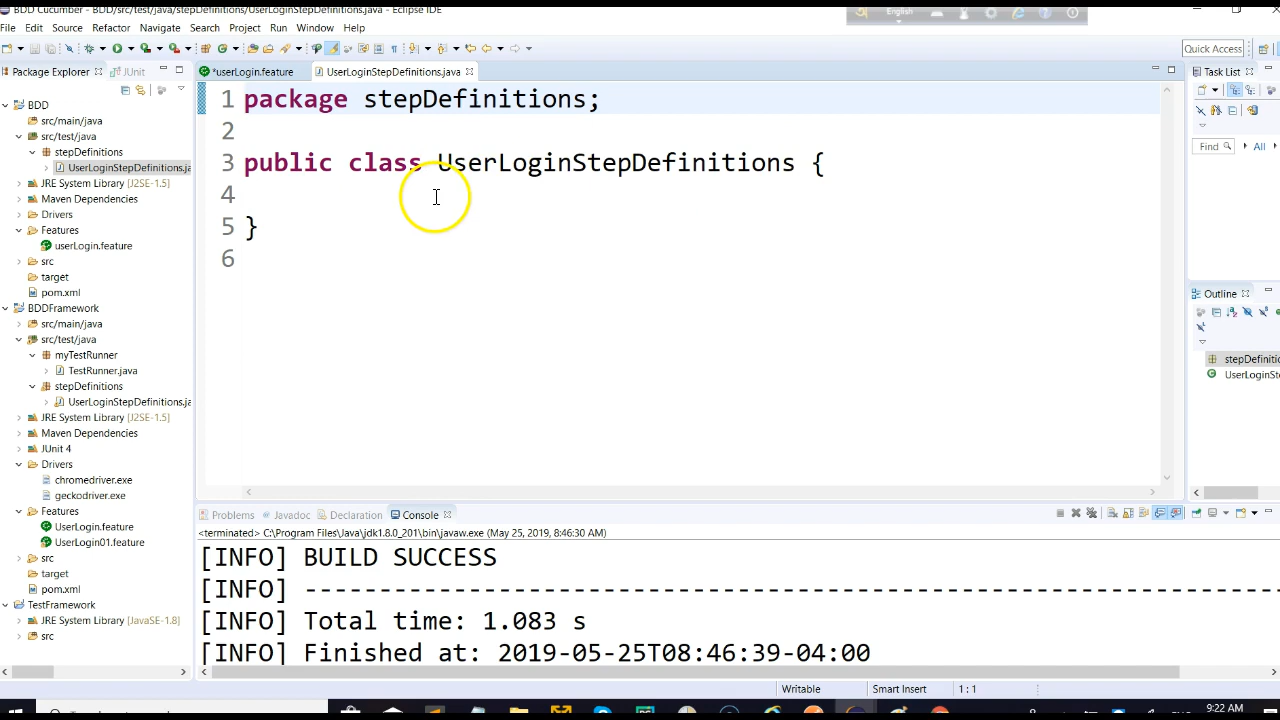 BDD Cucumber - BDD/src/test/java/stepDefinitions/UserLoginStepDefinitions.java - Eclipse IDE
English
File Edit Source Refactor Navigate Search Project Run Window Help
Quick Access
Package Explorer JUnit
*userLogin.feature UserLoginStepDefinitions.java
Task List
BDD
src/main/java
src/test/java
stepDefinitions
UserLoginStepDefinitions.ja
JRE System Library [J2SE-1.5]
Maven Dependencies
Drivers
Features
userLogin.feature
src
target
pom.xml
BDDFramework
src/main/java
src/test/java
myTestRunner
TestRunner.java
stepDefinitions
UserLoginStepDefinitions.ja
JRE System Library [J2SE-1.5]
Maven Dependencies
JUnit 4
Drivers
chromedriver.exe
geckodriver.exe
Features
UserLogin.feature
UserLogin01.feature
src
target
pom.xml
TestFramework
JRE System Library [JavaSE-1.8]
src
1 package stepDefinitions;
2
3 public class UserLoginStepDefinitions {
4
5 }
6
Find All
Outline
stepDefinitio
UserLoginSte
Problems Javadoc Declaration Console
<terminated> C:\Program Files\Java\jdk1.8.0_201\bin\javaw.exe (May 25, 2019, 8:46:30 AM)
[INFO] BUILD SUCCESS
[INFO] ------------------------------------------------------------------
[INFO] Total time: 1.083 s
[INFO] Finished at: 2019-05-25T08:46:39-04:00
Writable Smart Insert 1 : 1
9:22 AM